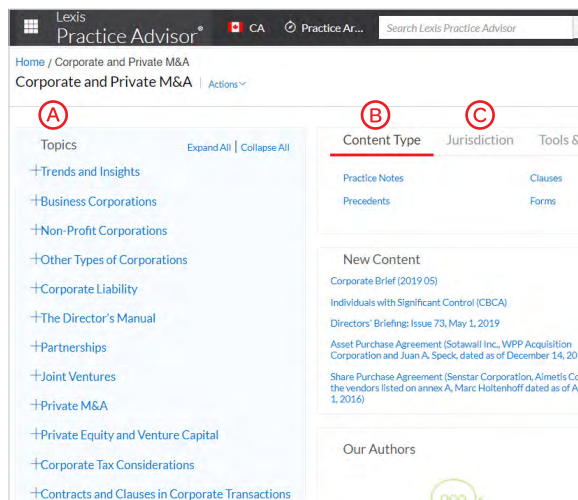 Lexis
Practice Advisor®
CA
Practice Ar...
Search Lexis Practice Advisor
Home / Corporate and Private M&A
Corporate and Private M&A | Actions
A
B
C
Topics
Expand All | Collapse All
+Trends and Insights
+Business Corporations
+Non-Profit Corporations
+Other Types of Corporations
+Corporate Liability
+The Director's Manual
+Partnerships
+Joint Ventures
+Private M&A
+Private Equity and Venture Capital
+Corporate Tax Considerations
+Contracts and Clauses in Corporate Transactions
Content Type
Jurisdiction
Tools &
Practice Notes
Clauses
Precedents
Forms
New Content
Corporate Brief (2019 05)
Individuals with Significant Control (CBCA)
Directors' Briefing: Issue 73, May 1, 2019
Asset Purchase Agreement (Sotawall Inc., WPP Acquisition
Corporation and Juan A. Speck, dated as of December 14, 20
Share Purchase Agreement (Senstar Corporation, Aimetis Co
the vendors listed on annex A, Marc Holtenhoff dated as of A
1, 2016)
Our Authors